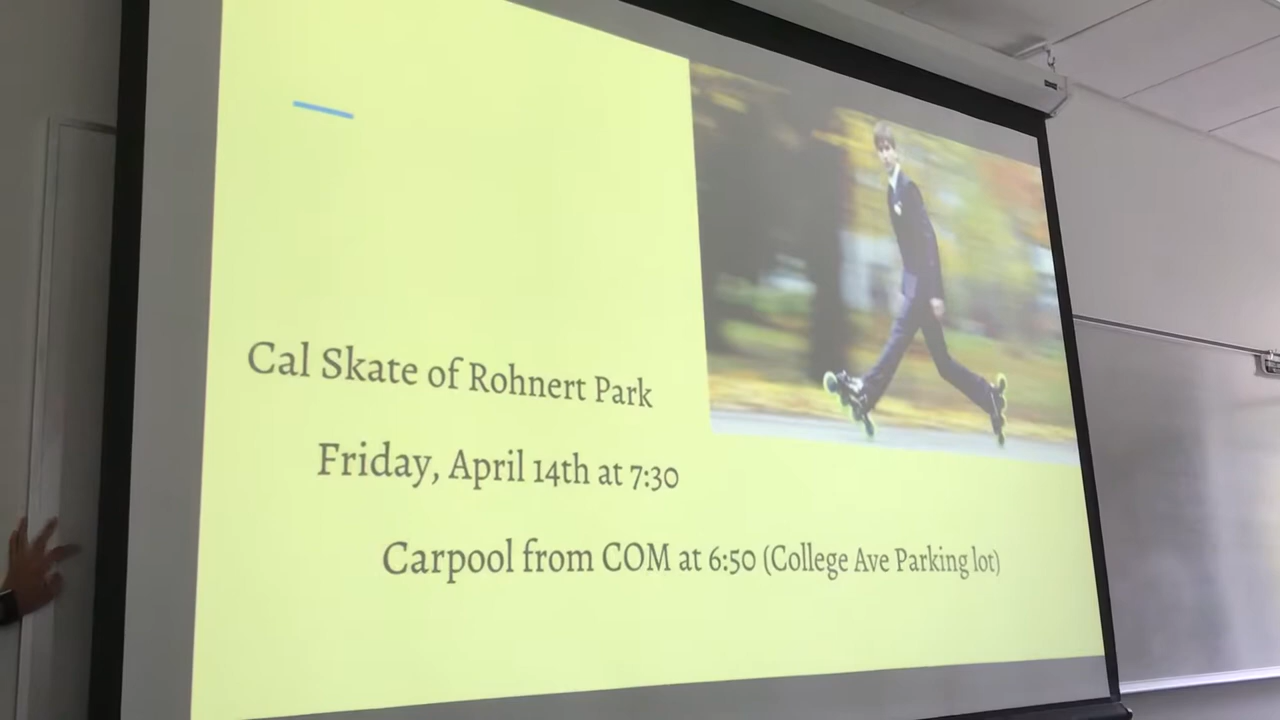 Cal Skate of Rohnert Park
Friday, April 14th at 7:30
Carpool from COM at 6:50 (College Ave Parking lot)